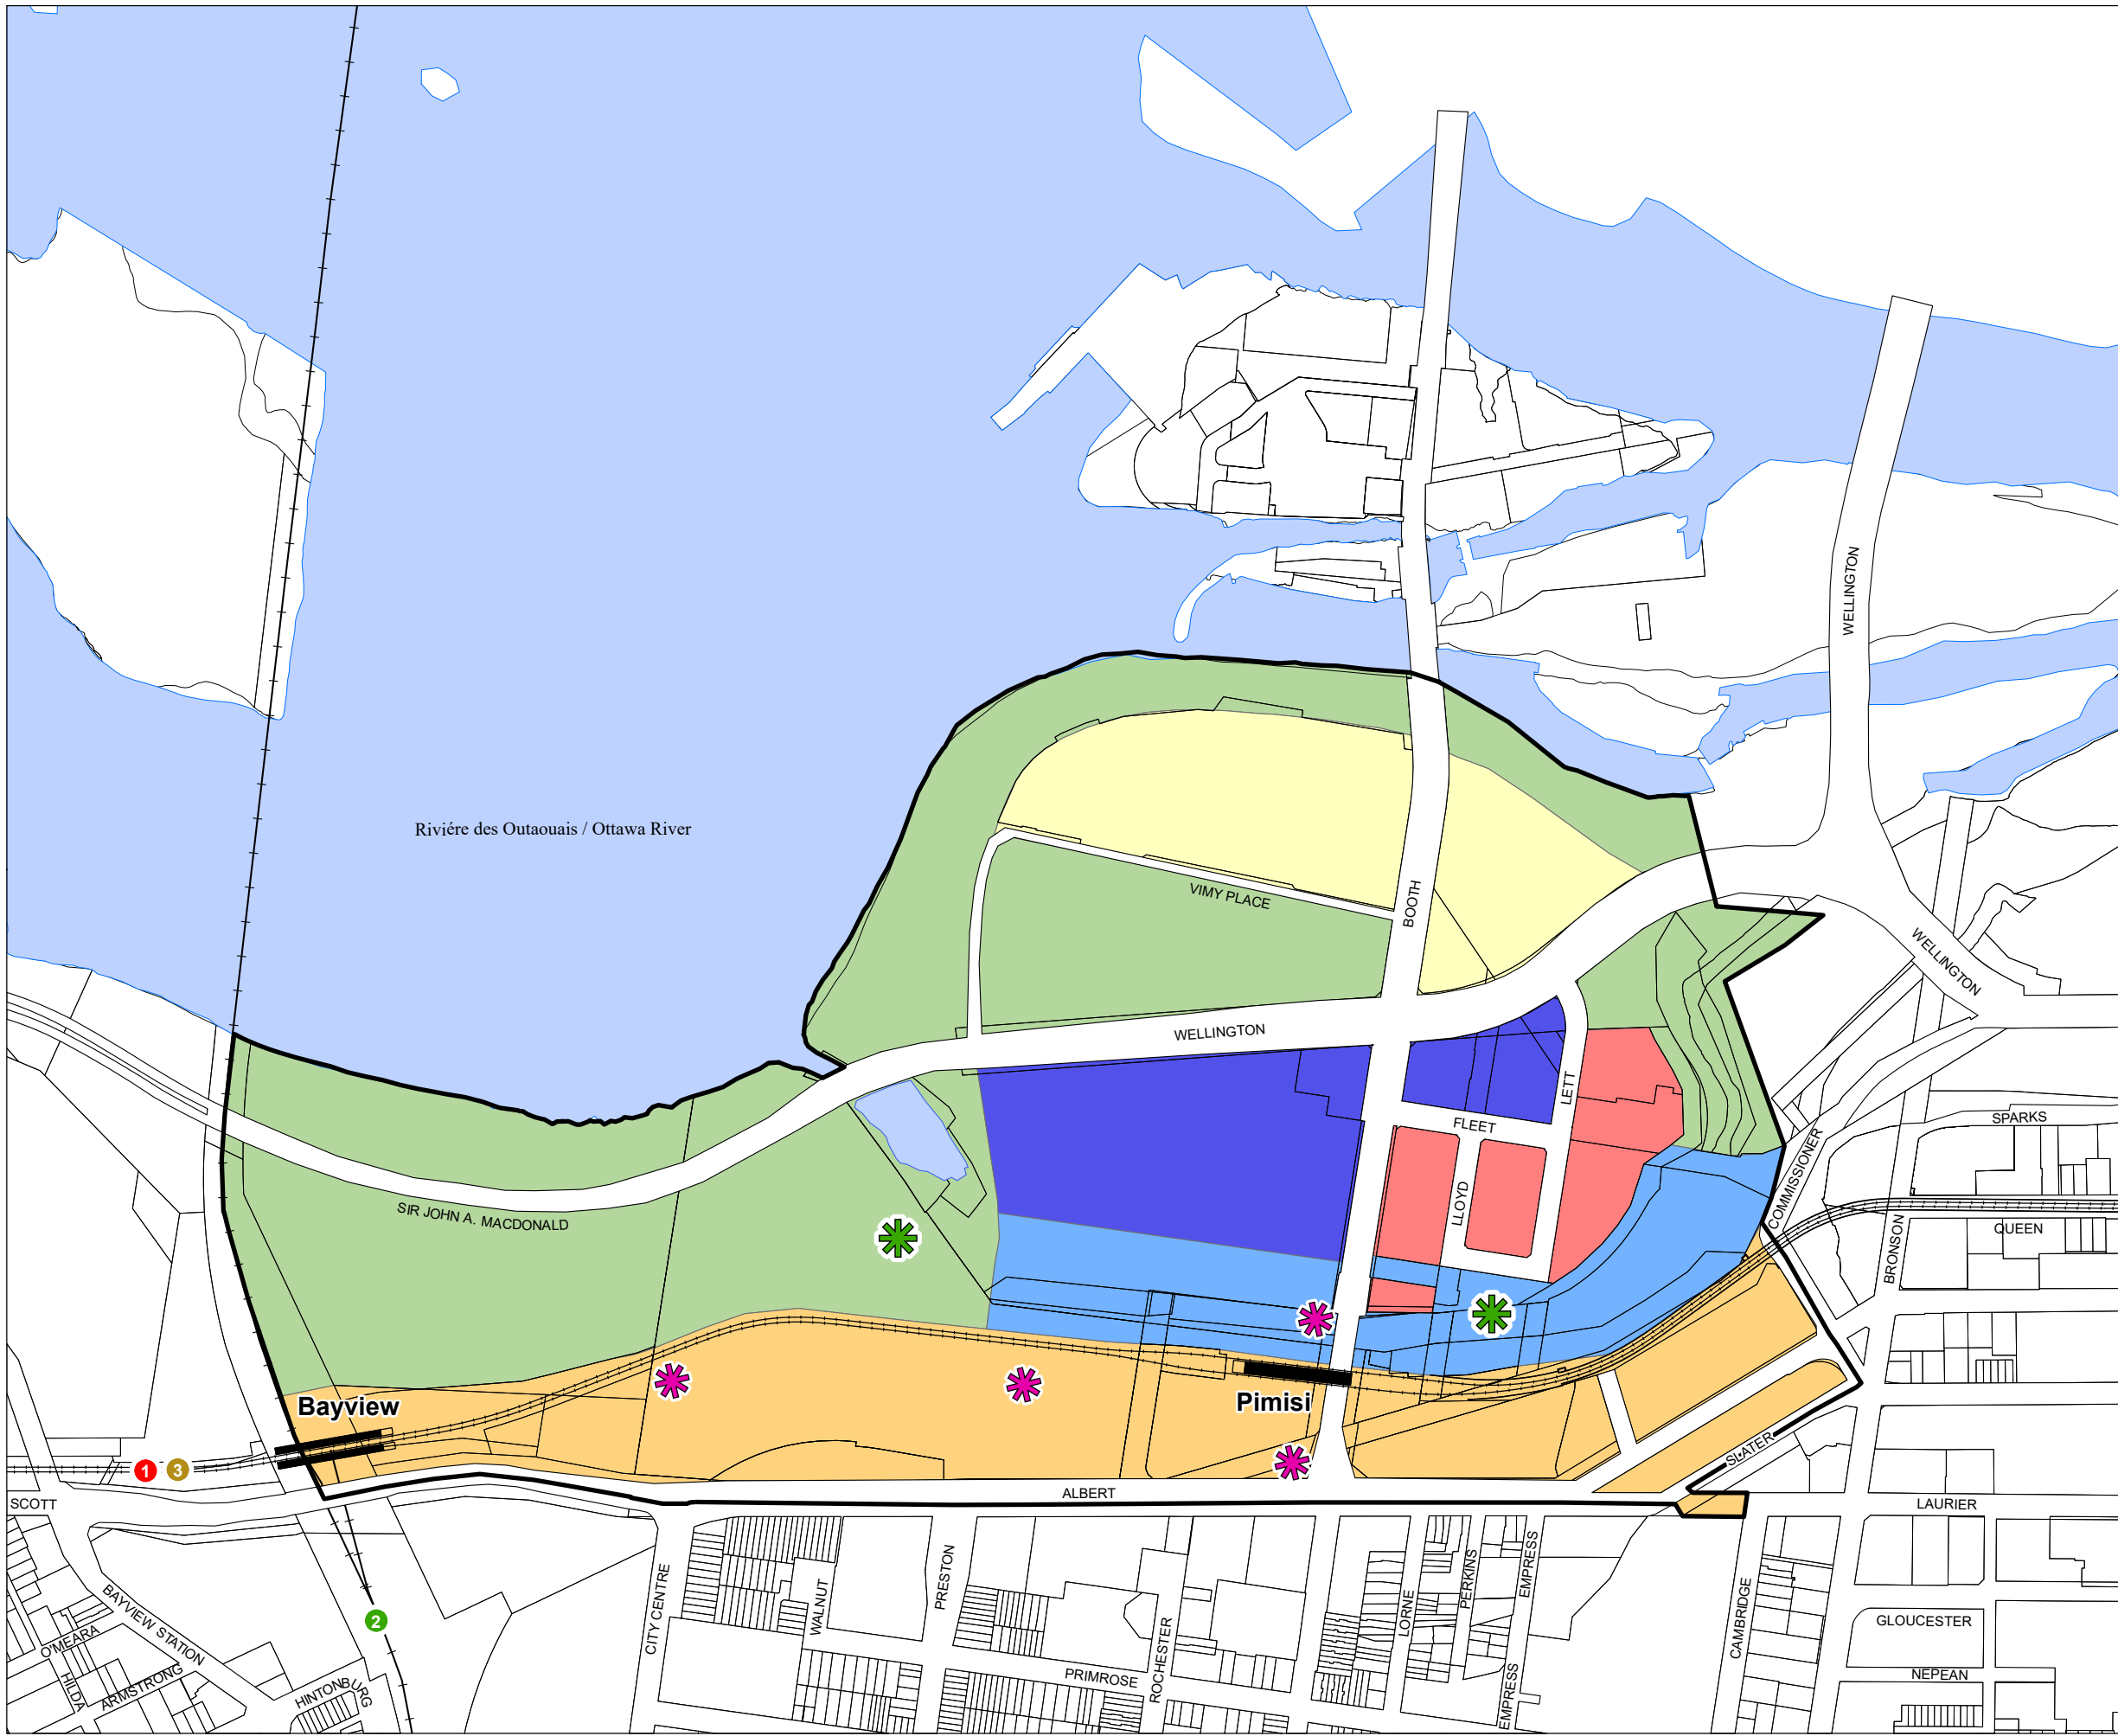 WELLINGTON
Riviére des Outaouais / Ottawa River
VIMY PLACE
BOOTH
WELLINGTON
WELLINGTON
LETT
FLEET
SPARKS
COMMISSIONER
SIR JOHN A. MACDONALD
LLOYD
QUEEN
BRONSON
Bayview
Pimisi
1
3
SLATER
SCOTT
ALBERT
LAURIER
BAYVIEW STATION
O'MEARA
HILDA
ARMSTRONG
HINTONBURG
2
CITY CENTRE
WALNUT
PRESTON
PRIMROSE
ROCHESTER
LORNE
PERKINS
EMPRESS
EMPRESS
CAMBRIDGE
GLOUCESTER
NEPEAN